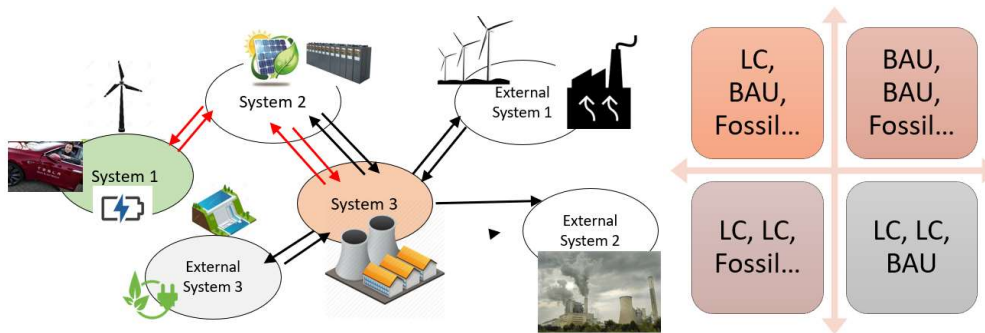 System 2
External
System 1
System 1
System 3
External
System 2
External
System 3
LC,
BAU,
Fossil...
BAU,
BAU,
Fossil...
LC, LC,
Fossil...
LC, LC,
BAU